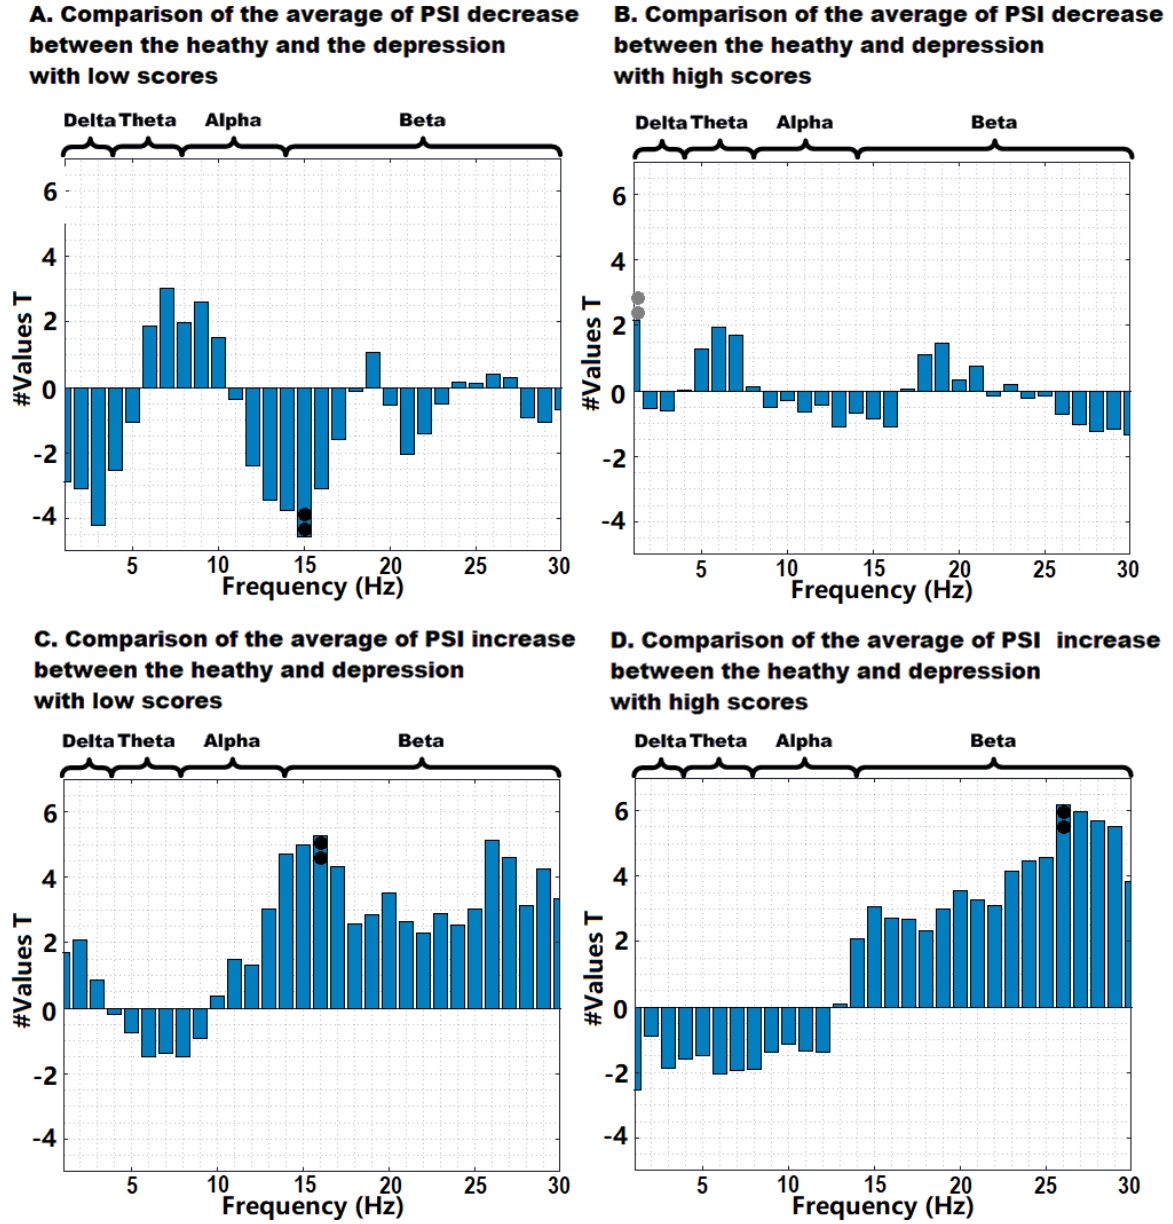 A. Comparison of the average of PSI decrease
between the heathy and the depression
with low scores
Delta Theta Alpha Beta
6
4
2
0
-2
-4
#Values T
5 10 15 20 25 30
Frequency (Hz)
B. Comparison of the average of PSI decrease
between the heathy and depression
with high scores
Delta Theta Alpha Beta
6
4
2
0
-2
-4
#Values T
5 10 15 20 25 30
Frequency (Hz)
C. Comparison of the average of PSI increase
between the heathy and depression
with low scores
Delta Theta Alpha Beta
6
4
2
0
-2
-4
#Values T
5 10 15 20 25 30
Frequency (Hz)
D. Comparison of the average of PSI increase
between the heathy and depression
with high scores
Delta Theta Alpha Beta
6
4
2
0
-2
-4
#Values T
5 10 15 20 25 30
Frequency (Hz)